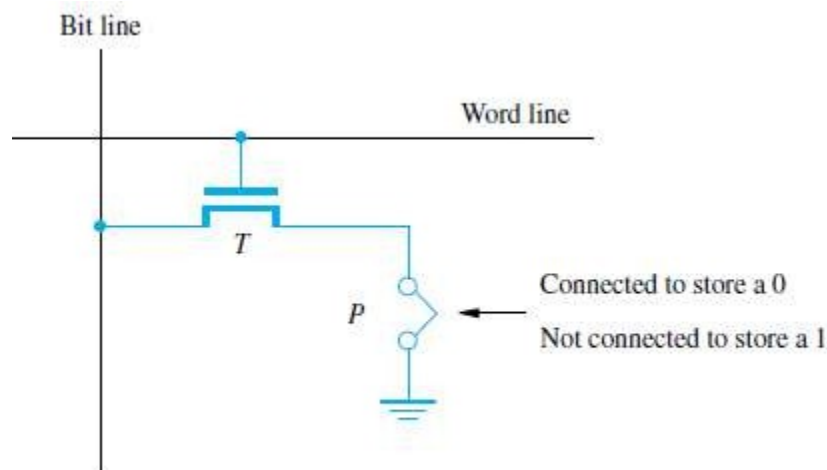 Bit line
Word line
T
P
Connected to store a 0
Not connected to store a 1